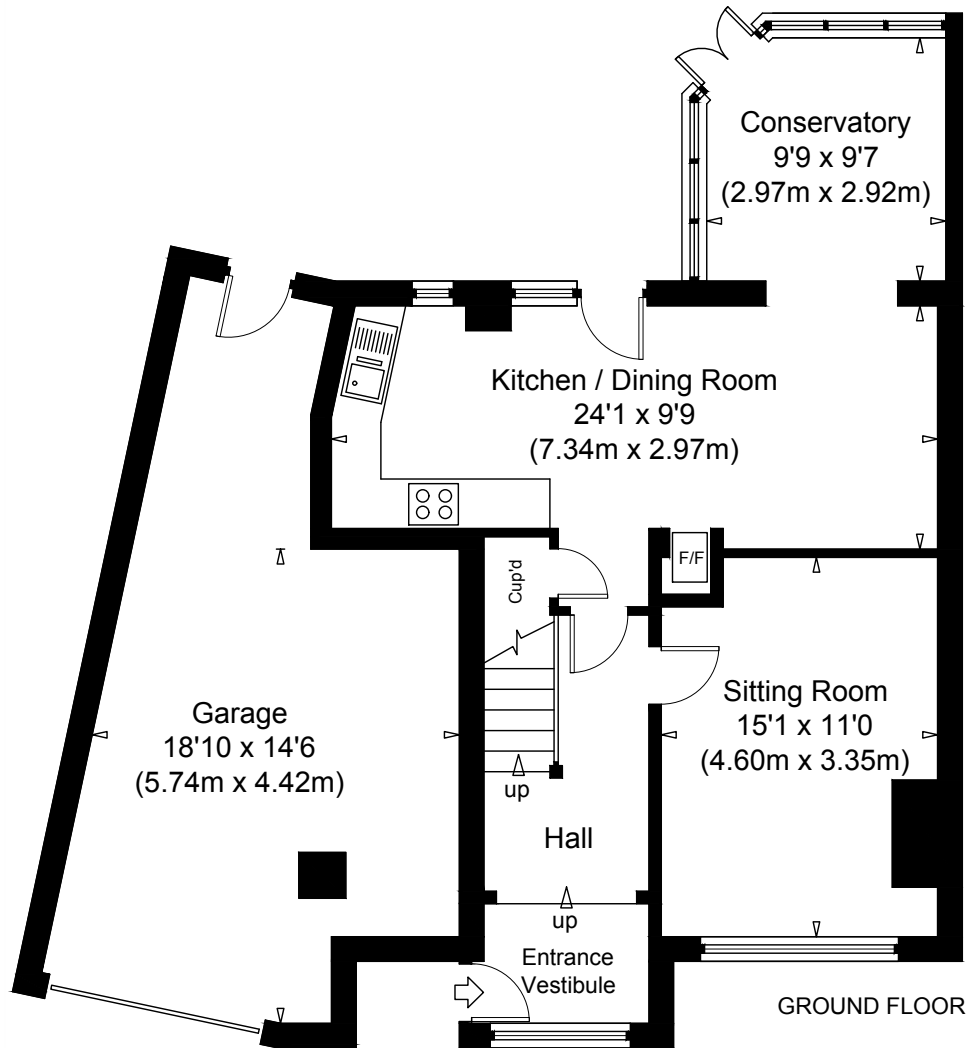 Conservatory
9'9 x 9'7
(2.97m x 2.92m)
Kitchen / Dining Room
24'1 x 9'9
(7.34m x 2.97m)
F/F
Cup'd
Garage
18'10 x 14'6
(5.74m x 4.42m)
Sitting Room
15'1 x 11'0
(4.60m x 3.35m)
up
Hall
up
Entrance
Vestibule
GROUND FLOOR